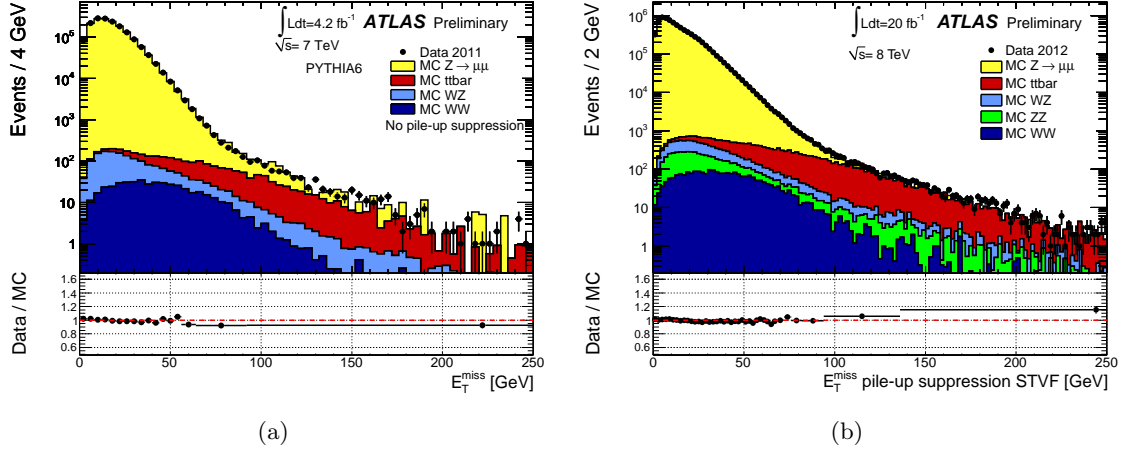 ∫Ldt=4.2 fb⁻¹ ATLAS Preliminary
√s= 7 TeV
Data 2011
PYTHIA6
MC Z → μμ
MC ttbar
MC WZ
MC WW
No pile-up suppression
Events / 4 GeV
10⁵
10⁴
10³
10²
10
1
Data / MC
1.6
1.4
1.2
1
0.8
0.6
0 50 100 150 200 250
E_T^miss [GeV]
(a)
∫Ldt=20 fb⁻¹ ATLAS Preliminary
√s= 8 TeV
Data 2012
MC Z → μμ
MC ttbar
MC WZ
MC ZZ
MC WW
Events / 2 GeV
10⁶
10⁵
10⁴
10³
10²
10
1
Data / MC
1.6
1.4
1.2
1
0.8
0.6
0 50 100 150 200 250
E_T^miss pile-up suppression STVF [GeV]
(b)